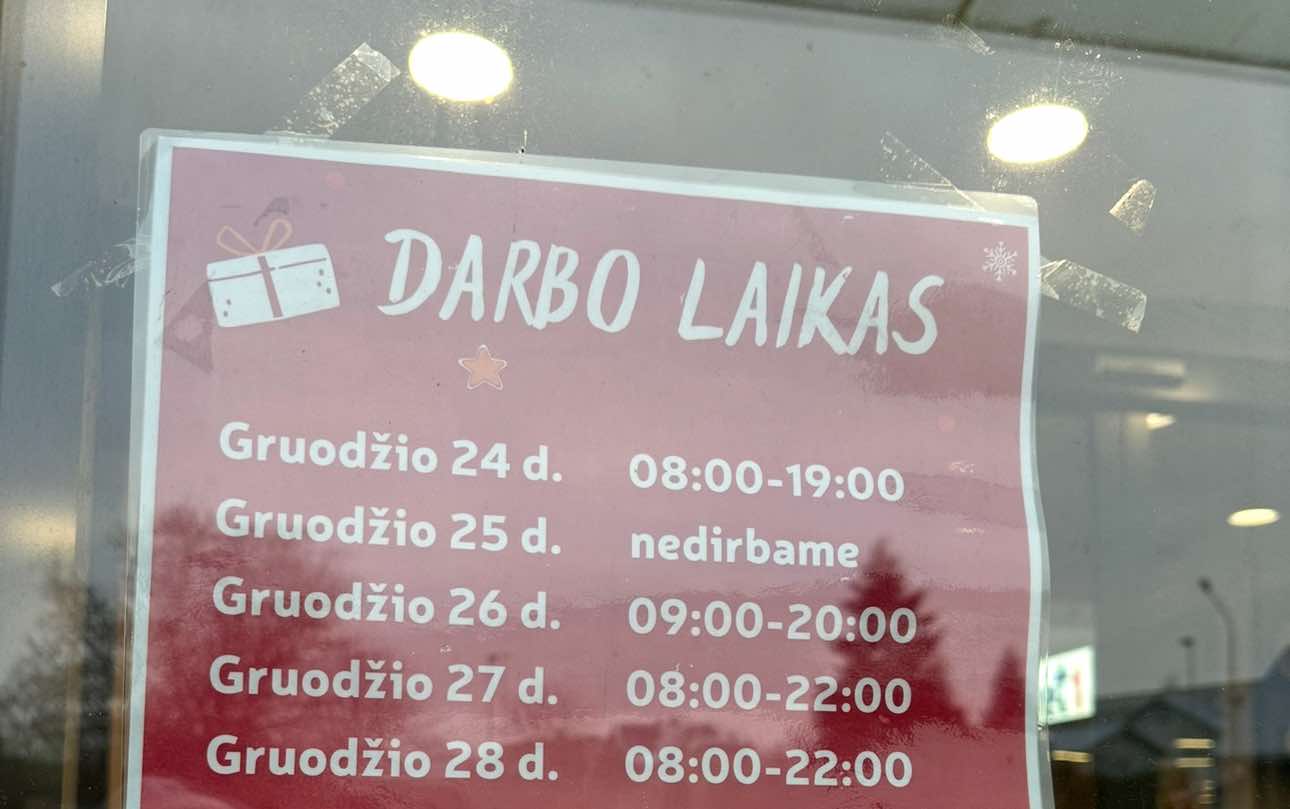 DARBO LAIKAS
Gruodžio 24 d. 08:00-19:00
Gruodžio 25 d. nedirbame
Gruodžio 26 d. 09:00-20:00
Gruodžio 27 d. 08:00-22:00
Gruodžio 28 d. 08:00-22:00